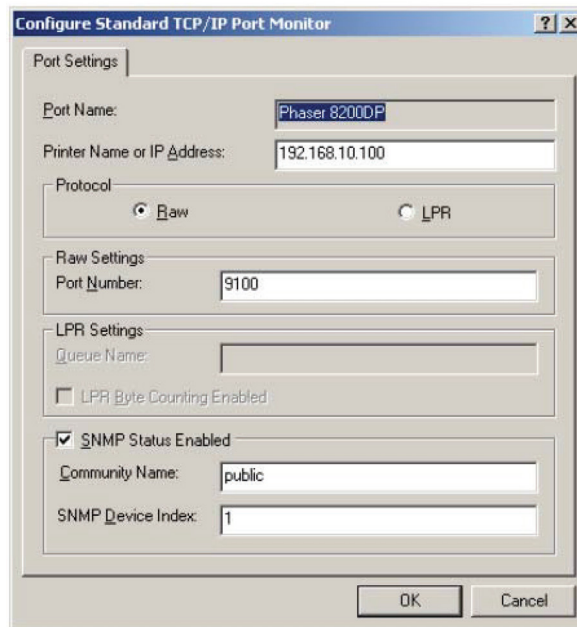 Configure Standard TCP/IP Port Monitor
Port Settings
Port Name: Phaser 8200DP
Printer Name or IP Address: 192.168.10.100
Protocol
Raw LPR
Raw Settings
Port Number: 9100
LPR Settings
Queue Name:
LPR Byte Counting Enabled
SNMP Status Enabled
Community Name: public
SNMP Device Index: 1
OK Cancel